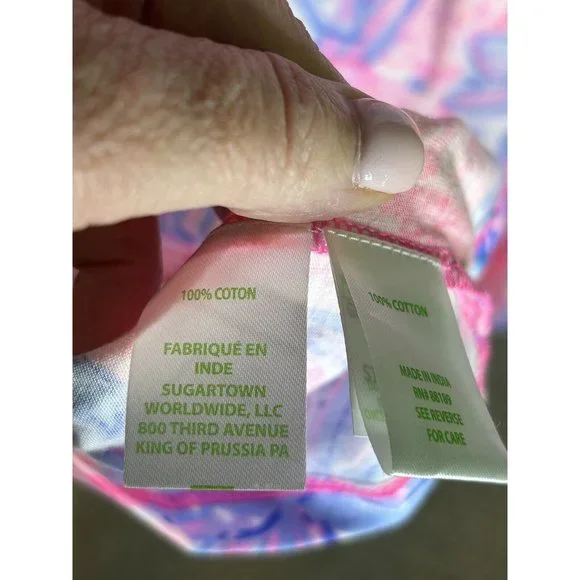 100% COTON
FABRIQUÉ EN
INDE
SUGARTOWN
WORLDWIDE, LLC
800 THIRD AVENUE
KING OF PRUSSIA PA
100% COTTON
MADE IN INDIA
RN# 88189
SEE REVERSE
FOR CARE